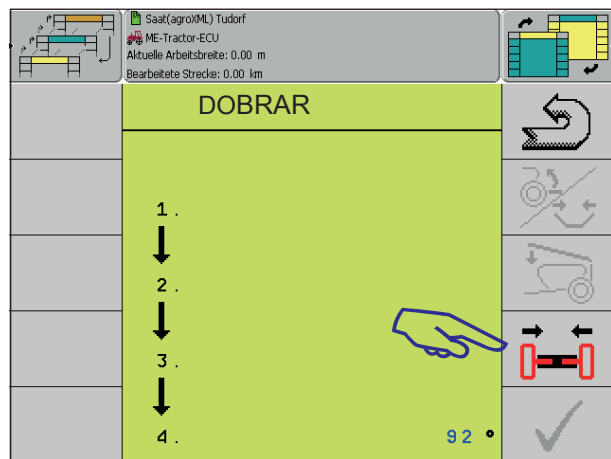 Saat(agroXML) Tudorf
ME-Tractor-ECU
Aktuelle Arbeitsbreite: 0.00 m
Bearbeitete Strecke: 0.00 km
DOBRAR
1.
2.
3.
4. 92 °